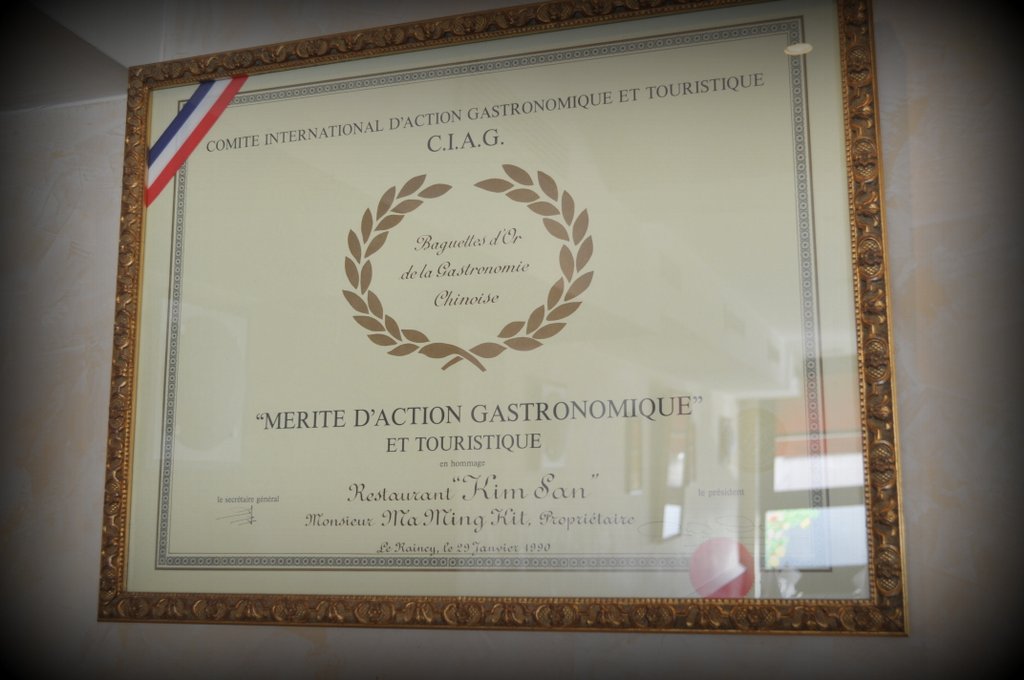 COMITE INTERNATIONAL D'ACTION GASTRONOMIQUE ET TOURISTIQUE
C.I.A.G.
Baguettes d'Or
de la Gastronomie
Chinoise
"MERITE D'ACTION GASTRONOMIQUE"
ET TOURISTIQUE
en hommage
Restaurant "Kim San"
le secrétaire général
le président
Monsieur Ma Ming Kit, Propriétaire
Le Raincy, le 29 Janvier 1990